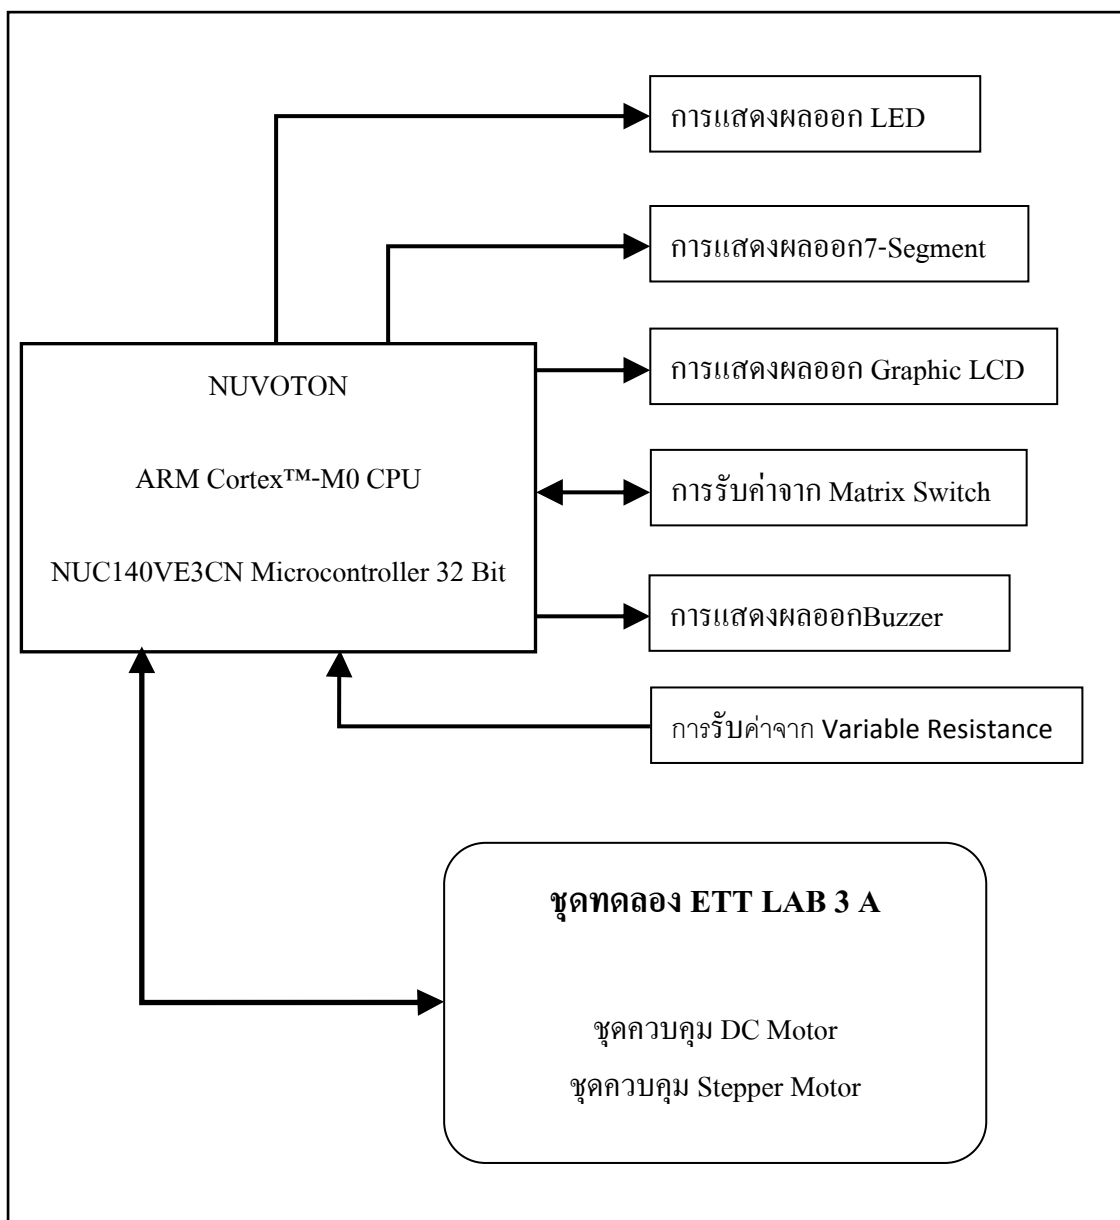 การแสดงผลออก LED
การแสดงผลออก7-Segment
NUVOTON
ARM Cortex™-M0 CPU
NUC140VE3CN Microcontroller 32 Bit
การแสดงผลออก Graphic LCD
การรับค่าจาก Matrix Switch
การแสดงผลออกBuzzer
การรับค่าจาก Variable Resistance
ชุดทดลอง ETT LAB 3 A
ชุดควบคุม DC Motor
ชุดควบคุม Stepper Motor